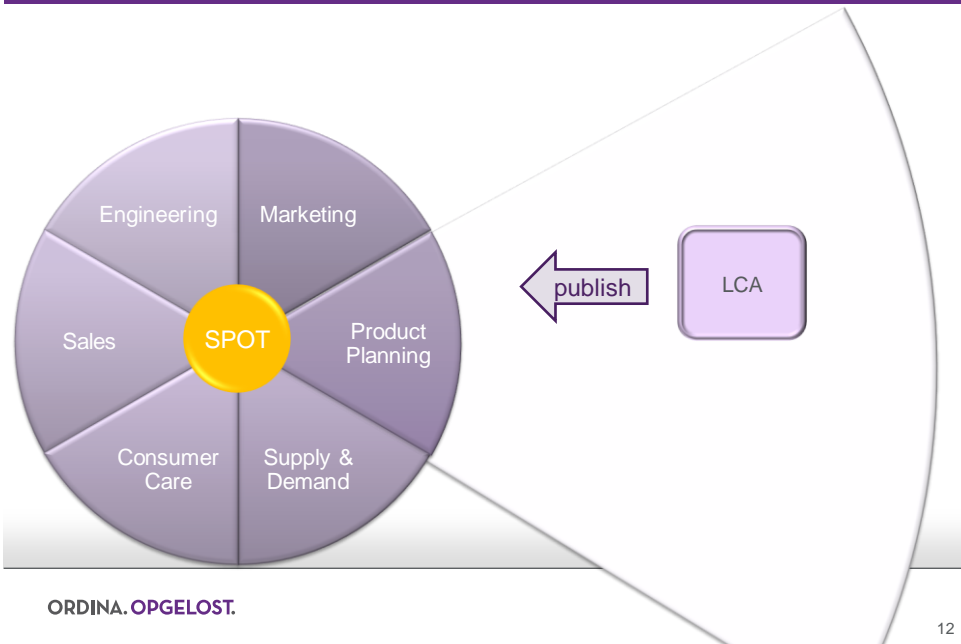 Engineering
Marketing
Sales
SPOT
Product
Planning
Consumer
Care
Supply &
Demand
publish
LCA
ORDINA. OPGELOST.
12